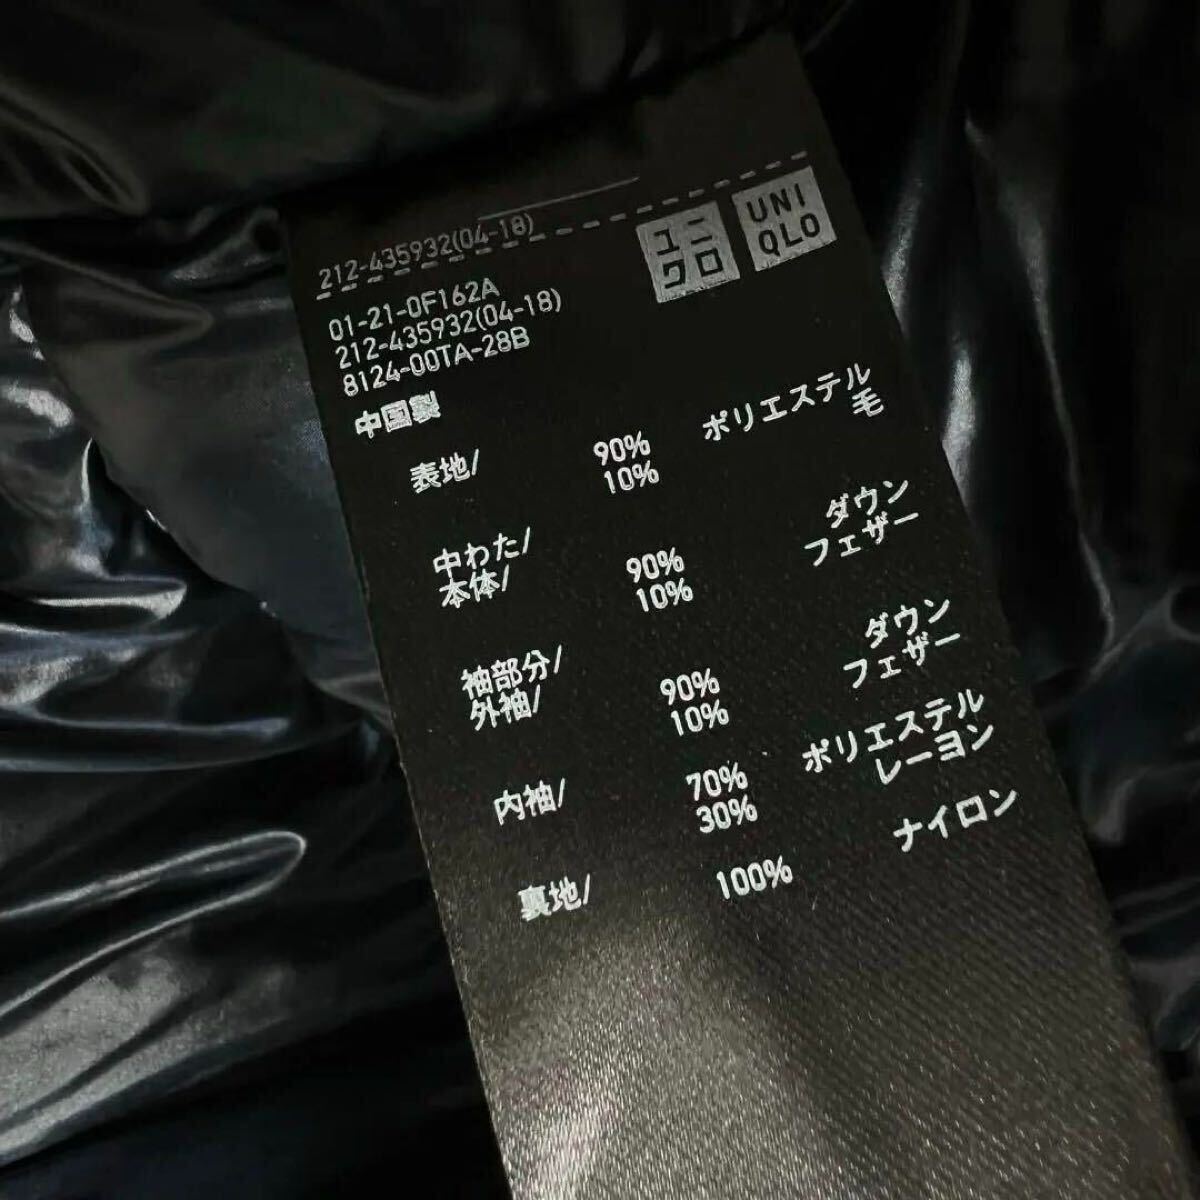 212-435932(04-18)
ユニ
クロ
UNI
QLO
01-21-0F162A
212-435932(04-18)
8124-00TA-28B
中国製
表地/ 90% ポリエステル
10% 毛
中わた/
本体/ 90% ダウン
10% フェザー
袖部分/
外袖/ 90% ダウン
10% フェザー
内袖/ 70% ポリエステル
30% レーヨン
裏地/ 100% ナイロン